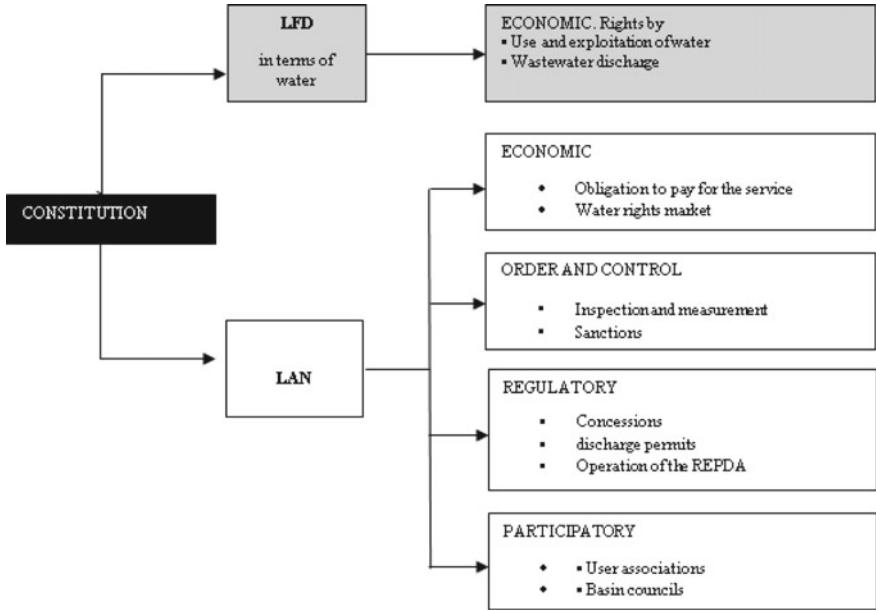 LFD
in terms of
water
ECONOMIC. Rights by
▪ Use and exploitation of water
▪ Wastewater discharge
CONSTITUTION
LAN
ECONOMIC
◆ Obligation to pay for the service
◆ Water rights market
ORDER AND CONTROL
▪ Inspection and measurement
▪ Sanctions
REGULATORY
▪ Concessions
▪ discharge permits
▪ Operation of the REPDA
PARTICIPATORY
◆ ▪ User associations
◆ ▪ Basin councils